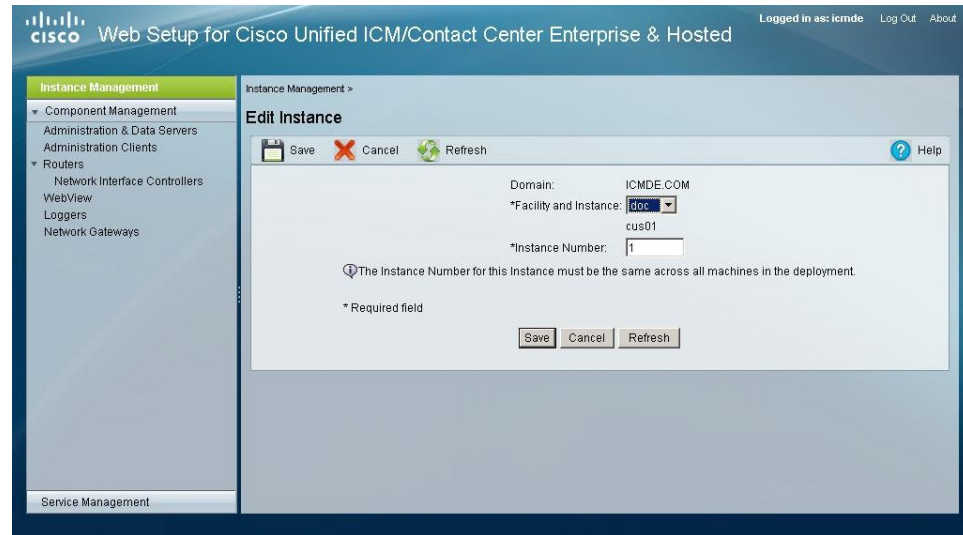 Logged in as: icmde Log Out About
CISCO Web Setup for Cisco Unified ICM/Contact Center Enterprise & Hosted
Instance Management
Component Management
Administration & Data Servers
Administration Clients
Routers
Network Interface Controllers
WebView
Loggers
Network Gateways
Service Management
Instance Management >
Edit Instance
Save Cancel Refresh Help
Domain: ICMDE.COM
*Facility and Instance: doc
cus01
*Instance Number: 1
The Instance Number for this Instance must be the same across all machines in the deployment.
* Required field
Save Cancel Refresh